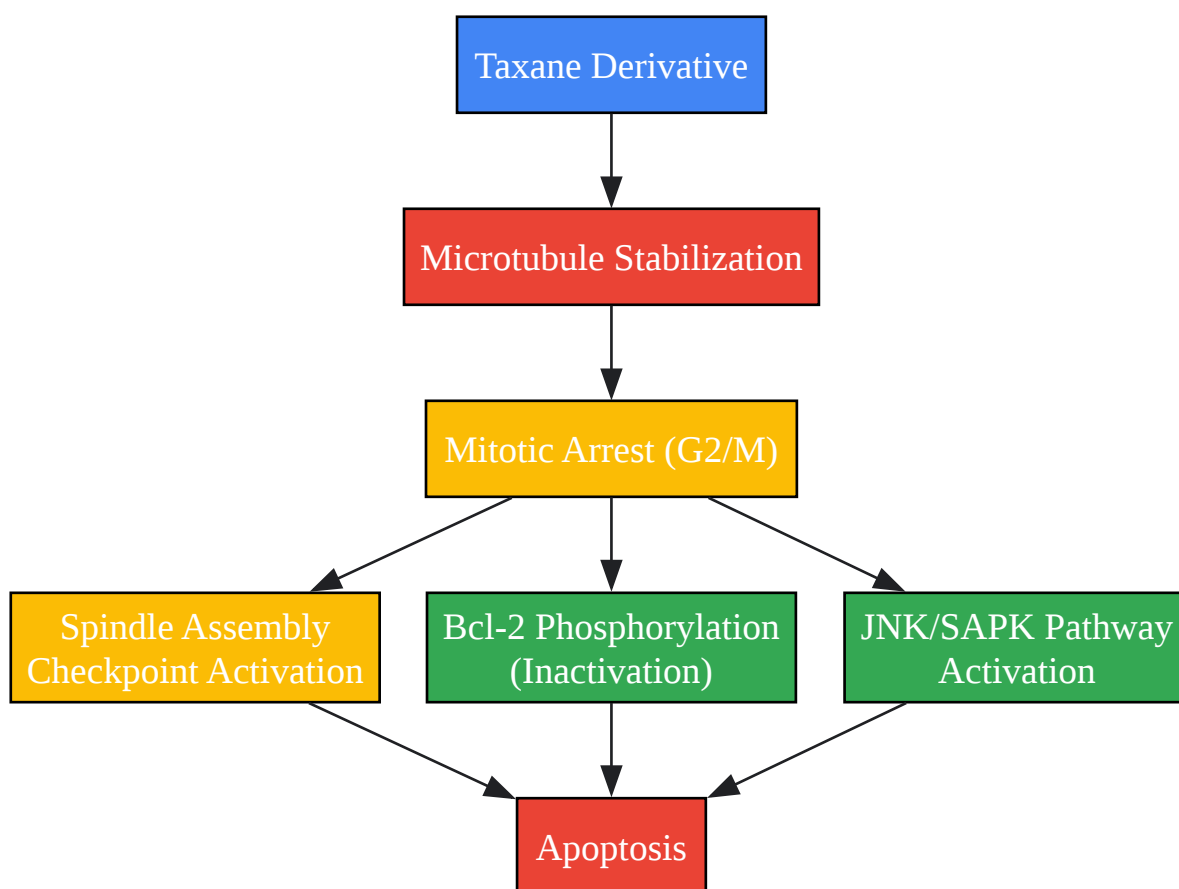 Taxane Derivative
Microtubule Stabilization
Mitotic Arrest (G2/M)
Spindle Assembly
Checkpoint Activation
Bcl-2 Phosphorylation
(Inactivation)
JNK/SAPK Pathway
Activation
Apoptosis